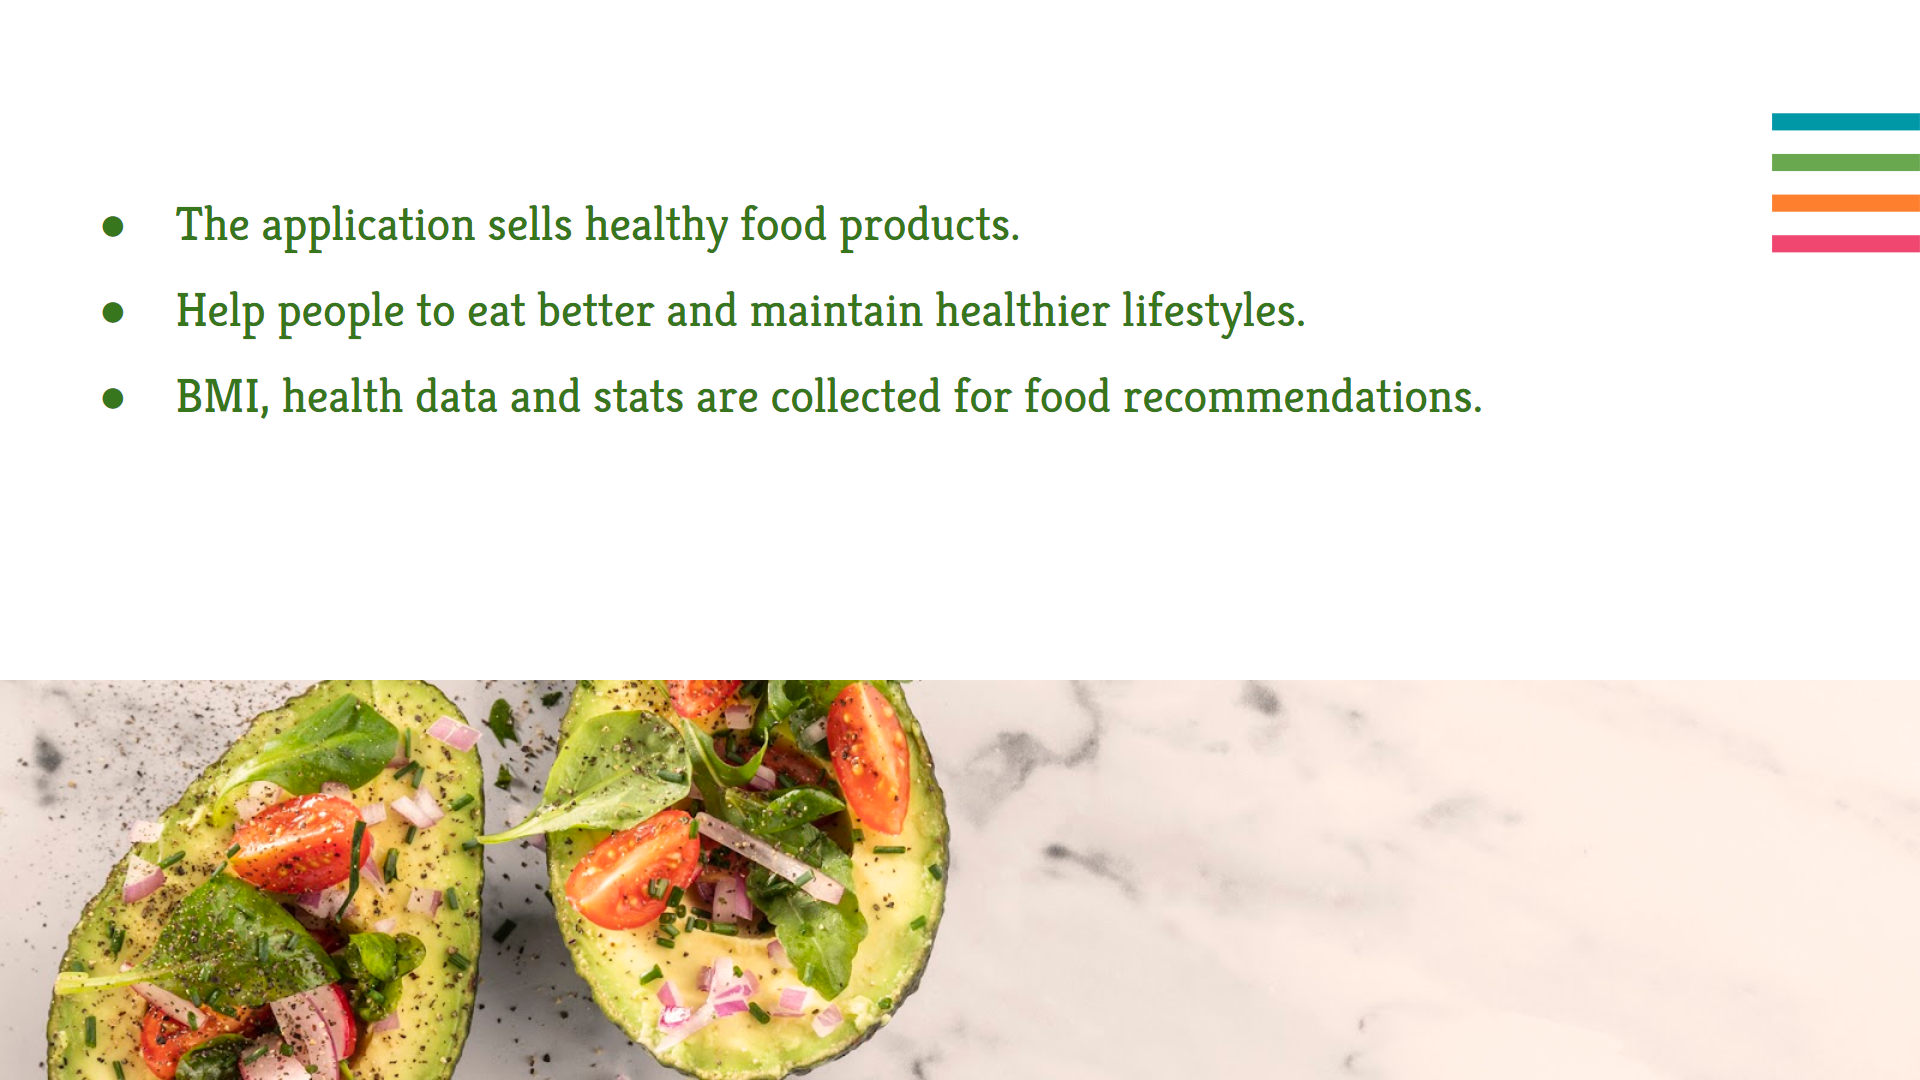 ● The application sells healthy food products.
● Help people to eat better and maintain healthier lifestyles.
● BMI, health data and stats are collected for food recommendations.